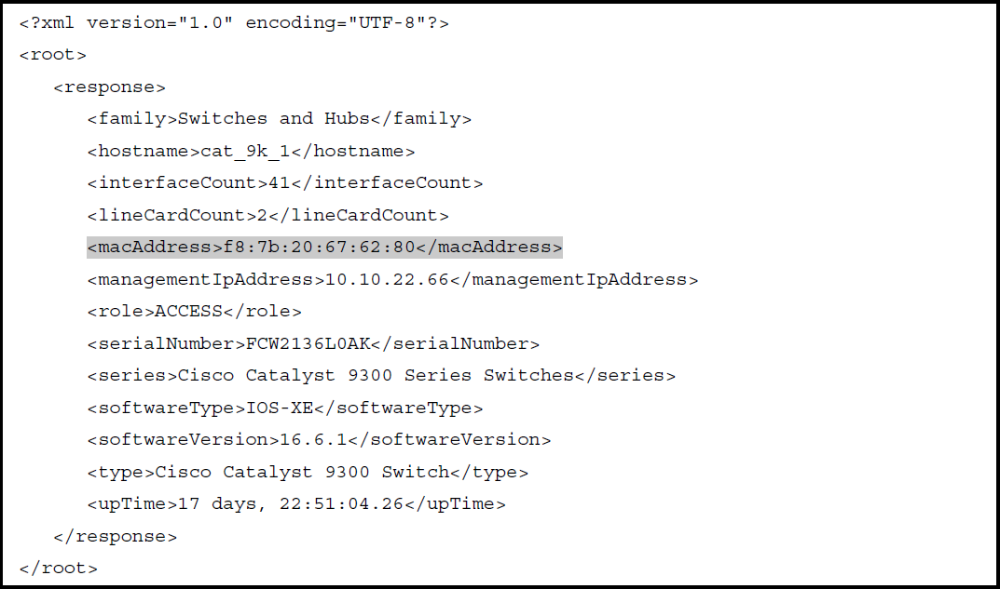 <?xml version="1.0" encoding="UTF-8"?>
<root>
<response>
<family>Switches and Hubs</family>
<hostname>cat_9k_1</hostname>
<interfaceCount>41</interfaceCount>
<lineCardCount>2</lineCardCount>
<macAddress>f8:7b:20:67:62:80</macAddress>
<managementIpAddress>10.10.22.66</managementIpAddress>
<role>ACCESS</role>
<serialNumber>FCW2136L0AK</serialNumber>
<series>Cisco Catalyst 9300 Series Switches</series>
<softwareType>IOS-XE</softwareType>
<softwareVersion>16.6.1</softwareVersion>
<type>Cisco Catalyst 9300 Switch</type>
<upTime>17 days, 22:51:04.26</upTime>
</response>
</root>